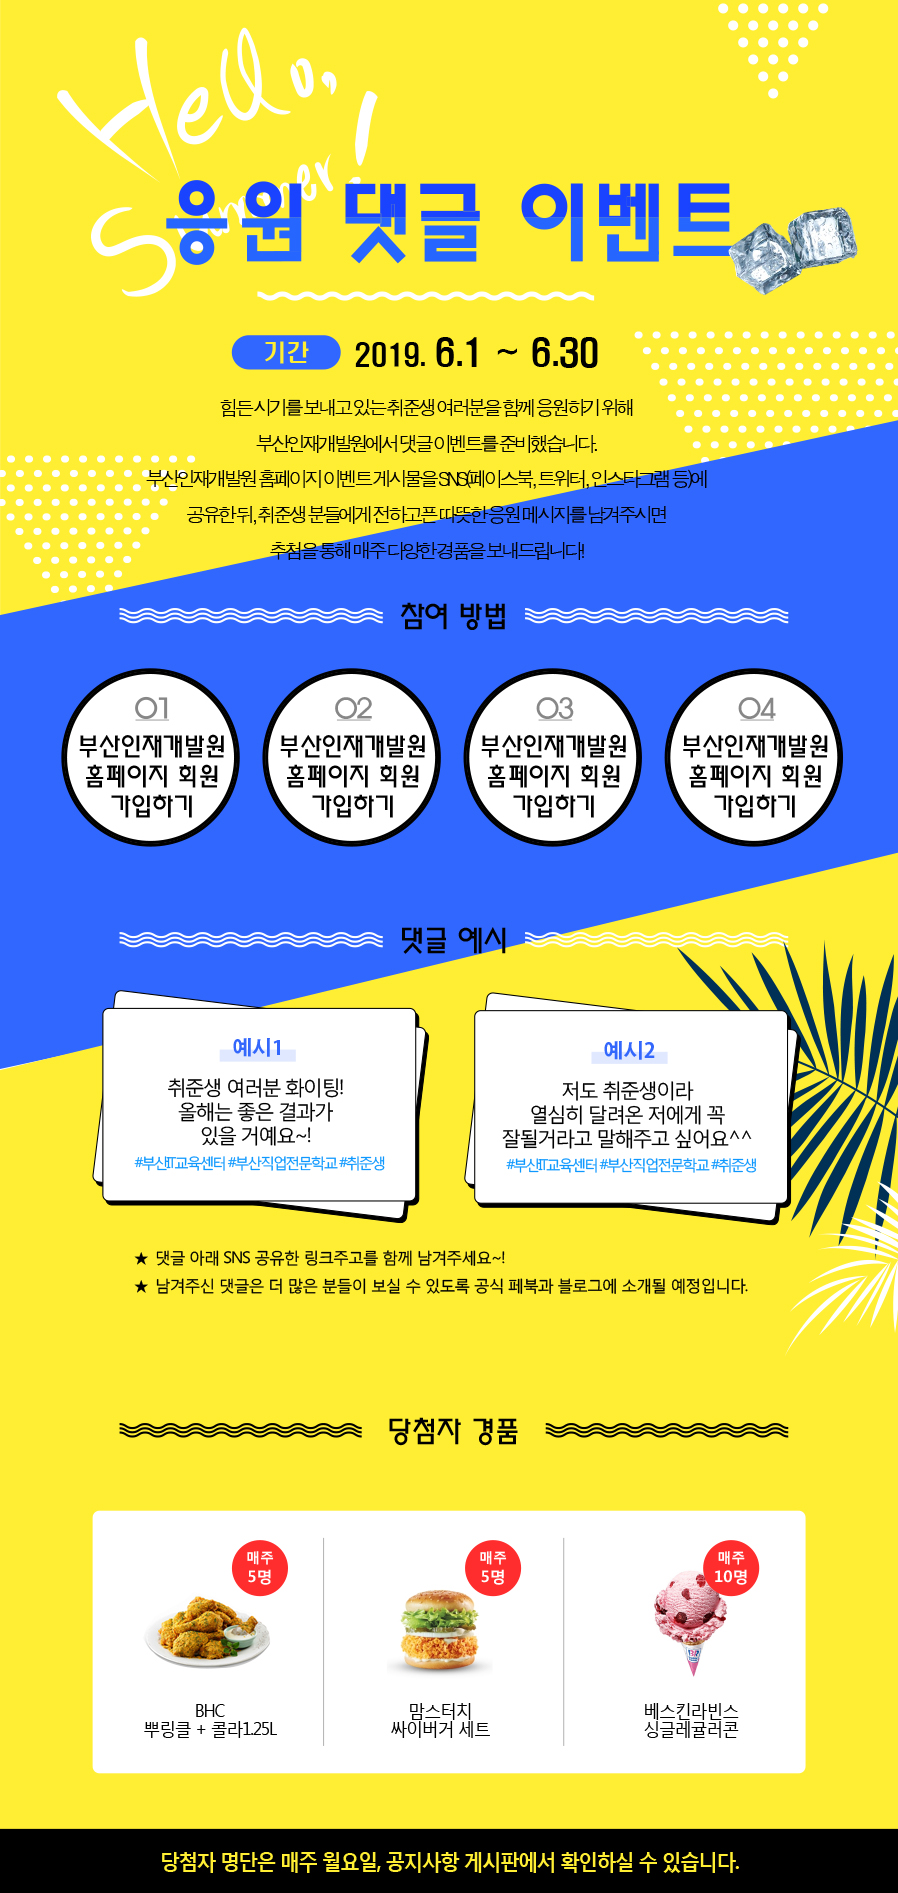 Hello,
Summer!
응원 댓글 이벤트
기간 2019. 6.1 ~ 6.30
힘든 시기를 보내고 있는 취준생 여러분을 함께 응원하기 위해
부산인재개발원에서 댓글 이벤트를 준비했습니다.
부산인재개발원 홈페이지 이벤트 게시물을 SNS(페이스북, 트위터, 인스타그램 등)에
공유한 뒤, 취준생 분들에게 전하고픈 따뜻한 응원 메시지를 남겨주시면
추첨을 통해 매주 다양한 경품을 보내드립니다!
참여 방법
01
부산인재개발원
홈페이지 회원
가입하기
02
부산인재개발원
홈페이지 회원
가입하기
03
부산인재개발원
홈페이지 회원
가입하기
04
부산인재개발원
홈페이지 회원
가입하기
댓글 예시
예시1
취준생 여러분 화이팅!
올해는 좋은 결과가
있을 거예요~!
#부산IT교육센터 #부산직업전문학교 #취준생
예시2
저도 취준생이라
열심히 달려온 저에게 꼭
잘될거라고 말해주고 싶어요^^
#부산IT교육센터 #부산직업전문학교 #취준생
★ 댓글 아래 SNS 공유한 링크주고를 함께 남겨주세요~!
★ 남겨주신 댓글은 더 많은 분들이 보실 수 있도록 공식 페북과 블로그에 소개될 예정입니다.
당첨자 경품
매주
5명
BHC
뿌링클 + 콜라1.25L
매주
5명
맘스터치
싸이버거 세트
매주
10명
베스킨라빈스
싱글레귤러콘
당첨자 명단은 매주 월요일, 공지사항 게시판에서 확인하실 수 있습니다.